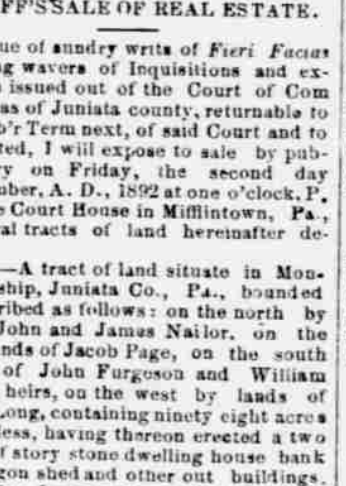 FF'S SALE OF REAL ESTATE.
ue of sundry writs of Fieri Facias
g wavers of Inquisitions and ex-
issued out of the Court of Com
as of Juniata county, returnable to
b'r Term next, of said Court and to
ted, I will expose to sale by pub-
ry on Friday, the second day
mber, A. D., 1892 at one o'clock, P.
e Court House in Mifflintown, Pa.,
al tracts of land hereinafter de-
—A tract of land situate in Mon-
ship, Juniata Co., Pa., bounded
ribed as follows: on the north by
John and James Nailor, on the
nds of Jacob Page, on the south
of John Furguson and William
heirs, on the west by lands of
Long, containing ninety eight acres
less, having thereon erected a two
f story stone dwelling house bank
gon shed and other out buildings.